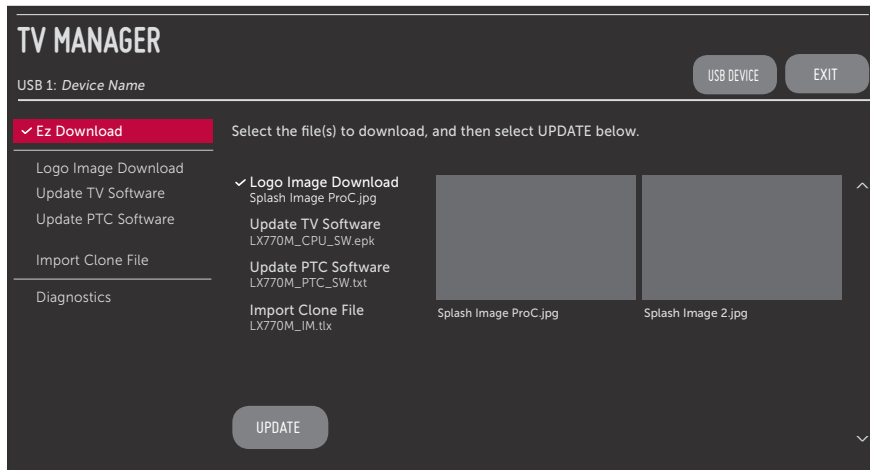 TV MANAGER
USB 1: Device Name
USB DEVICE
EXIT
Ez Download
Logo Image Download
Update TV Software
Update PTC Software
Import Clone File
Diagnostics
Select the file(s) to download, and then select UPDATE below.
Logo Image Download
Splash Image ProC.jpg
Update TV Software
LX770M_CPU_SW.epk
Update PTC Software
LX770M_PTC_SW.txt
Import Clone File
LX770M_IM.tlx
Splash Image ProC.jpg
Splash Image 2.jpg
UPDATE